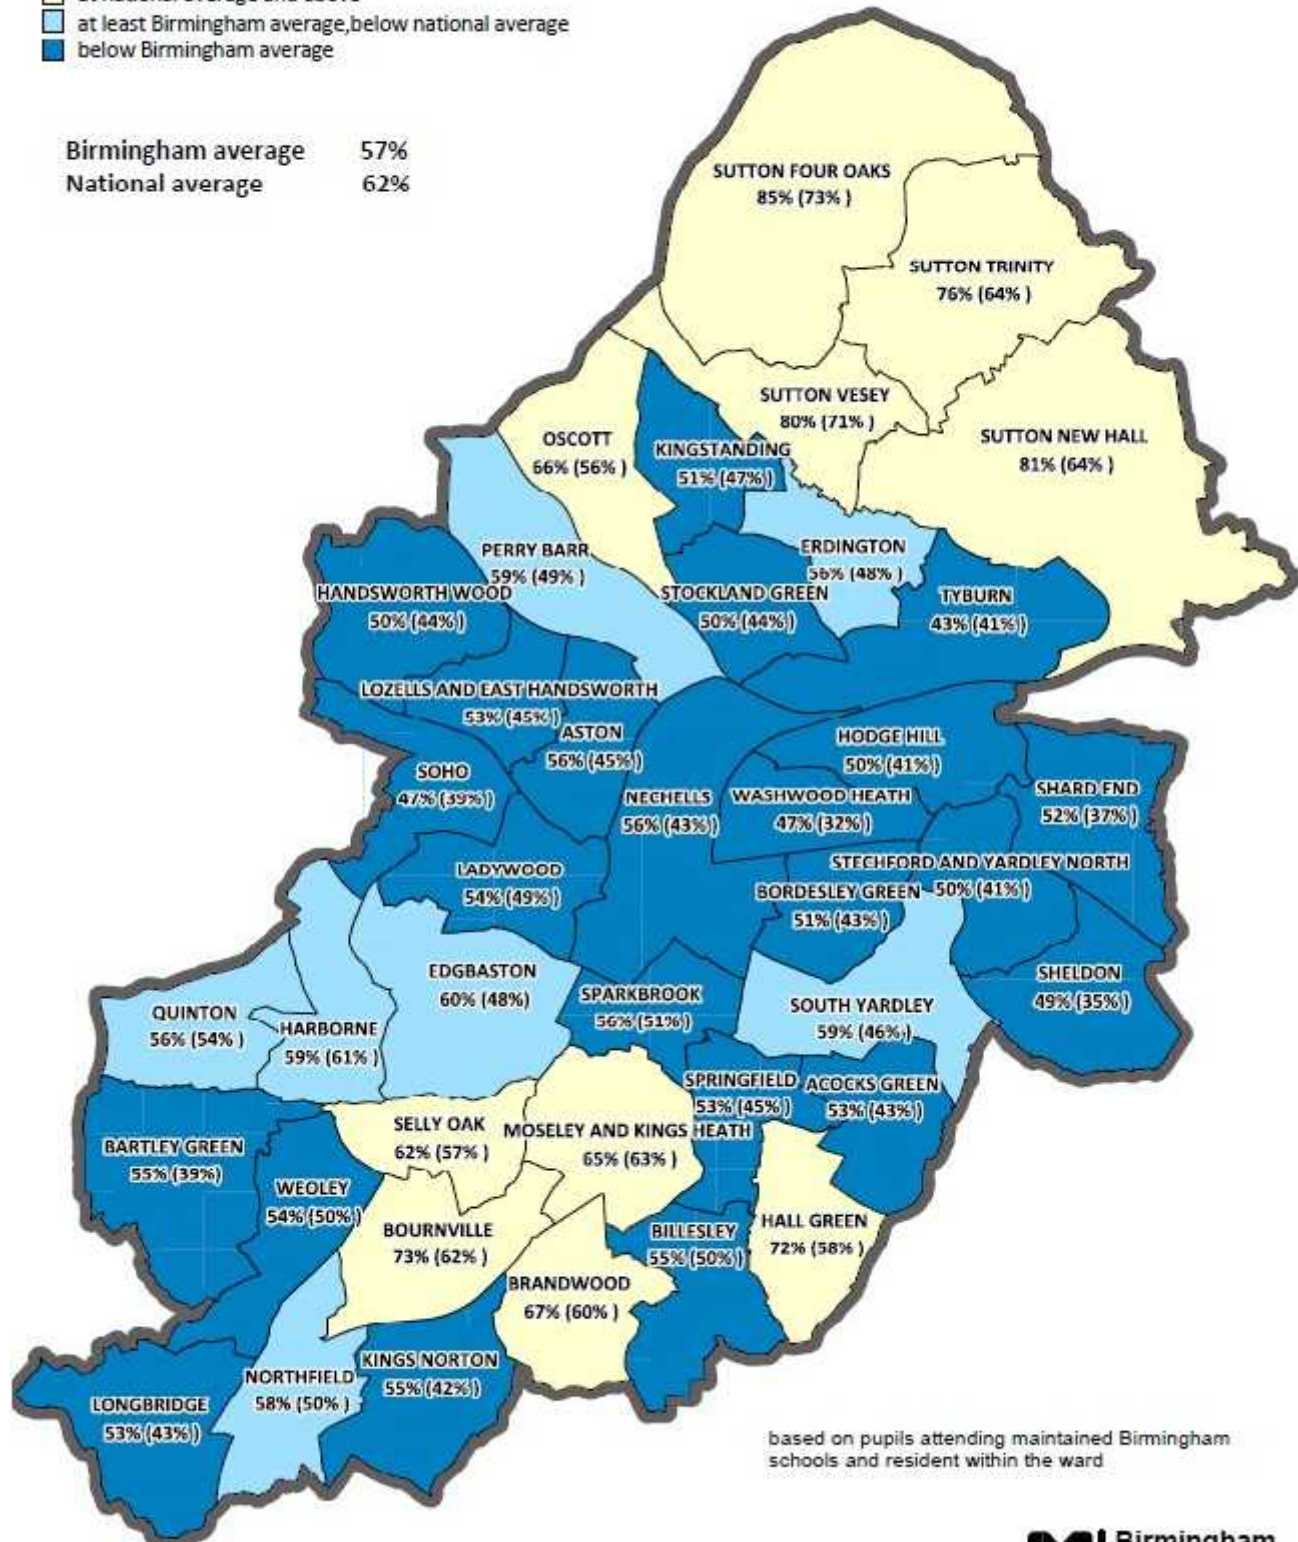 at national average and above
at least Birmingham average,below national average
below Birmingham average
Birmingham average 57%
National average 62%
SUTTON FOUR OAKS
85% (73% )
SUTTON TRINITY
76% (64% )
SUTTON VESEY
80% (71% )
SUTTON NEW HALL
81% (64% )
OSCOTT
66% (56% )
KINGSTANDING
51% (47% )
PERRY BARR
59% (49% )
ERDINGTON
56% (48% )
HANDSWORTH WOOD
50% (44% )
STOCKLAND GREEN
50% (44% )
TYBURN
43% (41% )
LOZELLS AND EAST HANDSWORTH
53% (45% )
ASTON
56% (45% )
HODGE HILL
50% (41% )
SOHO
47% (39% )
NECHELLS
56% (43% )
WASHWOOD HEATH
47% (32% )
SHARD END
52% (37% )
LADYWOOD
54% (49% )
STECHFORD AND YARDLEY NORTH
50% (41% )
BORDESLEY GREEN
51% (43% )
EDGBASTON
60% (48%)
SPARKBROOK
56% (51% )
SOUTH YARDLEY
59% (46% )
SHELDON
49% (35% )
QUINTON
56% (54% )
HARBORNE
59% (61% )
SPRINGFIELD
53% (45% )
ACOCKS GREEN
53% (43% )
SELLY OAK
62% (57% )
MOSELEY AND KINGS HEATH
65% (63% )
BARTLEY GREEN
55% (39%)
WEOLEY
54% (50% )
BOURNVILLE
73% (62% )
BILLESLEY
55% (50% )
HALL GREEN
72% (58% )
BRANDWOOD
67% (60% )
NORTHFIELD
58% (50% )
KINGS NORTON
55% (42% )
LONGBRIDGE
53% (43% )
based on pupils attending maintained Birmingham
schools and resident within the ward
Birmingham